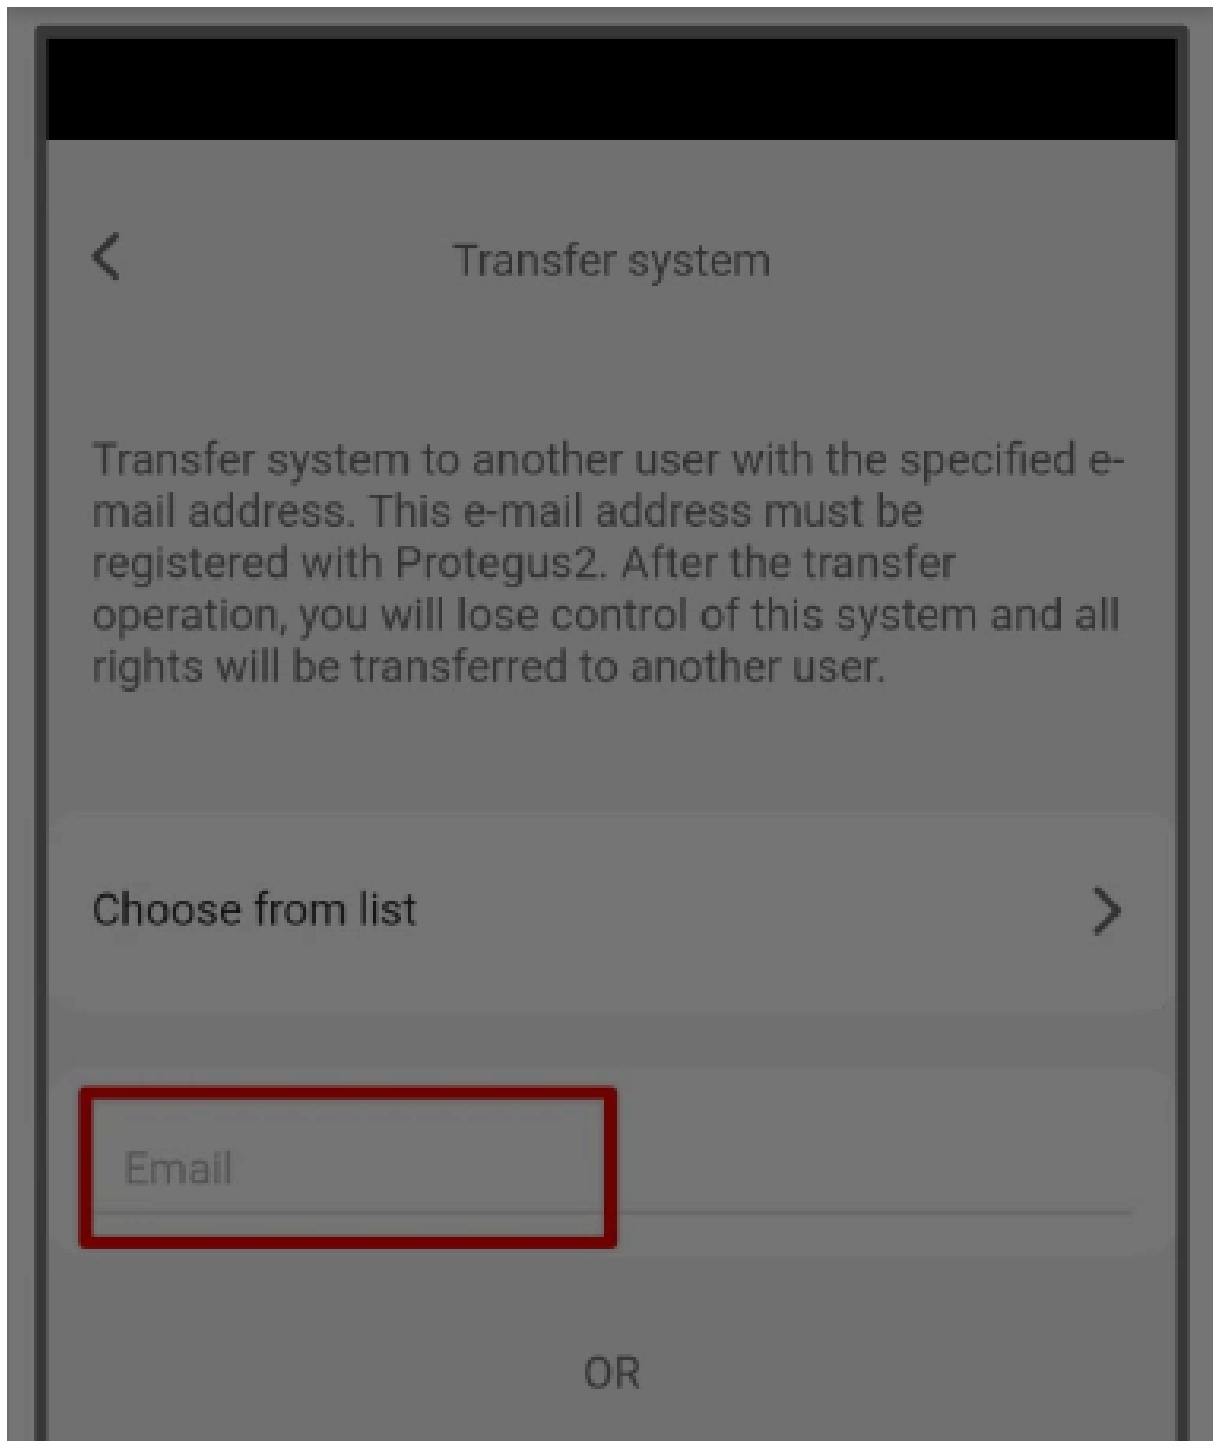 Transfer system
Transfer system to another user with the specified e-
mail address. This e-mail address must be
registered with Protegus2. After the transfer
operation, you will lose control of this system and all
rights will be transferred to another user.
Choose from list
Email
OR